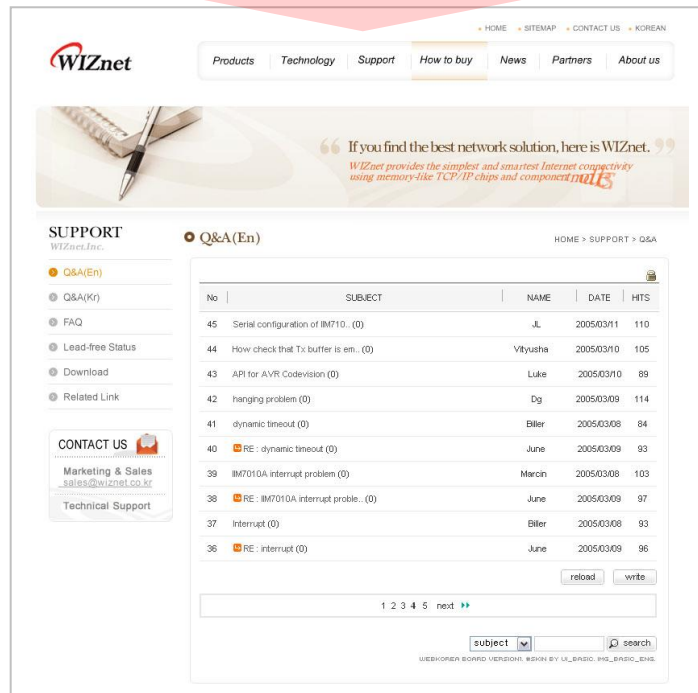 HOME SITEMAP CONTACT US KOREAN
WIZnet
Products Technology Support How to buy News Partners About us
If you find the best network solution, here is WIZnet.
WIZnet provides the simplest and smartest Internet connectivity
using memory-like TCP/IP chips and component
SUPPORT
WIZnet.Inc.
Q&A(En)
Q&A(Kr)
FAQ
Lead-free Status
Download
Related Link
CONTACT US
Marketing & Sales
sales@wiznet.co.kr
Technical Support
Q&A(En)
HOME > SUPPORT > Q&A
No SUBJECT NAME DATE HITS
45 Serial configuration of IIM710.. (0) JL 2005/03/11 110
44 How check that Tx buffer is em.. (0) Vityusha 2005/03/10 105
43 API for AVR Codevision (0) Luke 2005/03/10 89
42 hanging problem (0) Dg 2005/03/09 114
41 dynamic timeout (0) Biller 2005/03/08 84
40 RE : dynamic timeout (0) June 2005/03/09 93
39 IIM7010A interrupt problem (0) Marcin 2005/03/08 103
38 RE : IIM7010A interrupt proble.. (0) June 2005/03/09 97
37 Interrupt (0) Biller 2005/03/08 93
36 RE : interrupt (0) June 2005/03/09 96
reload write
1 2 3 4 5 next
subject search
WEBKOREA BOARD VERSION1. #SKIN BY UI_BASIC. IMG_BASIC_ENG.